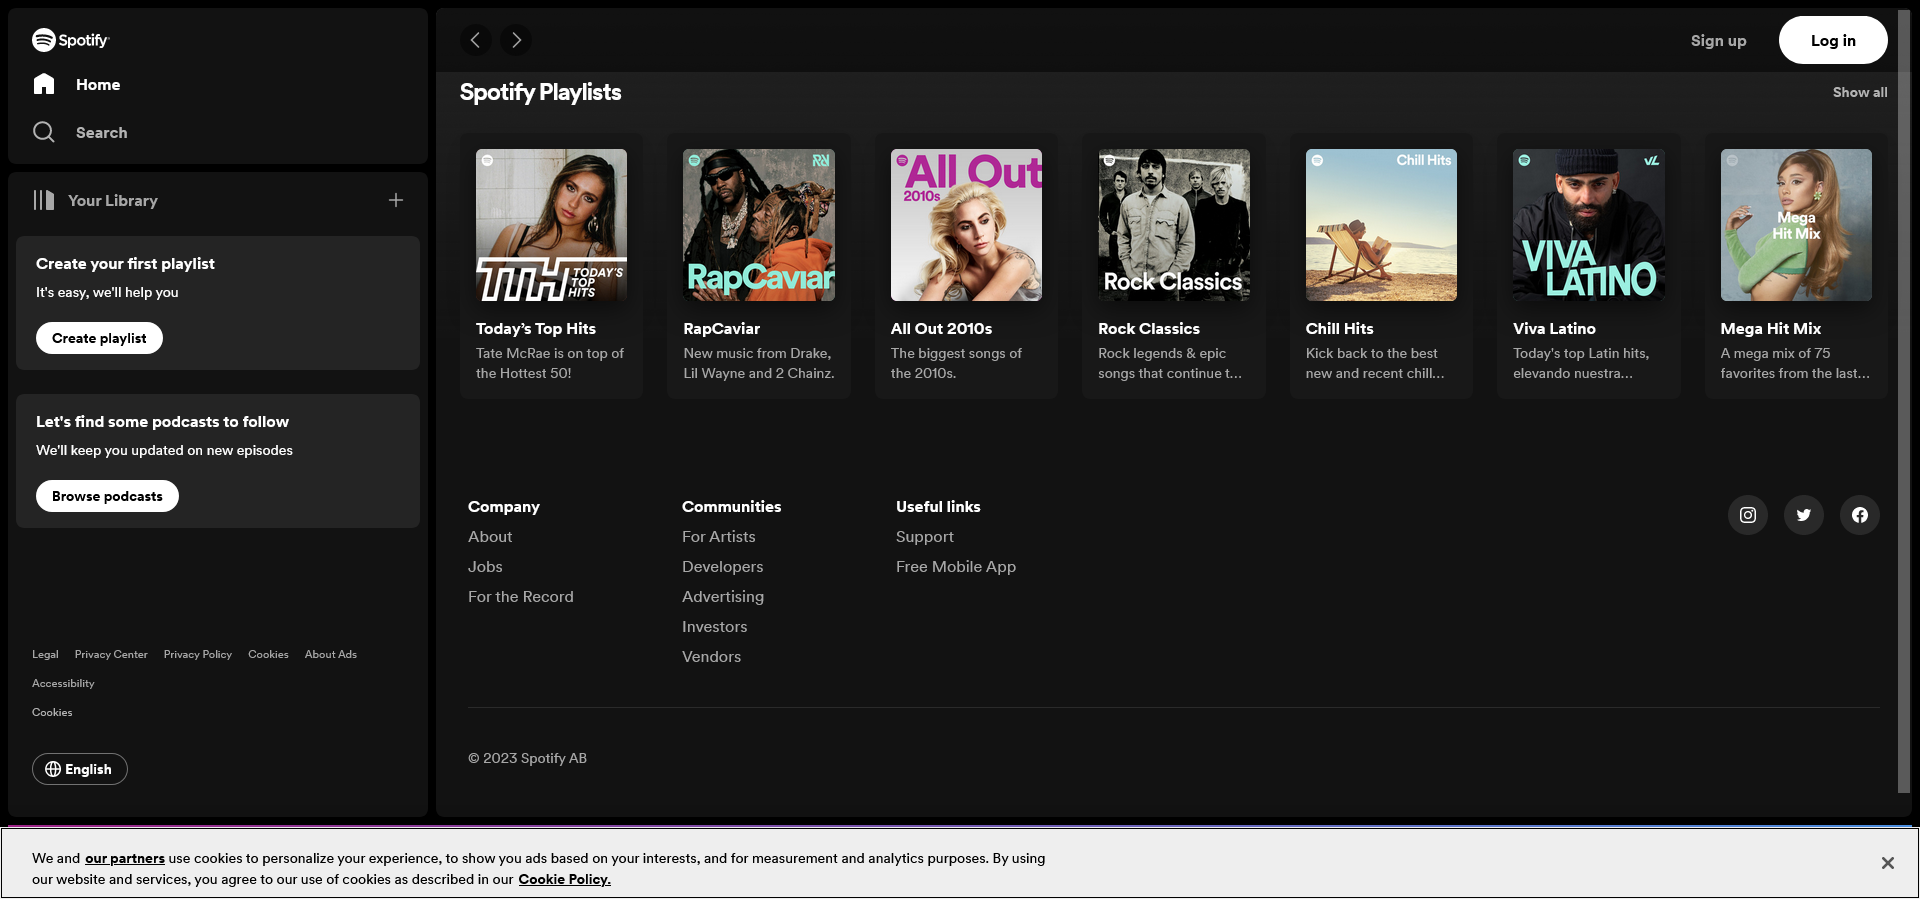 Spotify
Home
Search
Your Library
Create your first playlist
It's easy, we'll help you
Create playlist
Let's find some podcasts to follow
We'll keep you updated on new episodes
Browse podcasts
Legal Privacy Center Privacy Policy Cookies About Ads
Accessibility
Cookies
English
Sign up
Log in
Spotify Playlists
Show all
TTH TODAY'S
TOP
HITS
Today's Top Hits
Tate McRae is on top of
the Hottest 50!
RapCaviar
RapCaviar
New music from Drake,
Lil Wayne and 2 Chainz.
All Out
2010s
All Out 2010s
The biggest songs of
the 2010s.
Rock Classics
Rock Classics
Rock legends & epic
songs that continue t...
Chill Hits
Chill Hits
Kick back to the best
new and recent chill...
VL
VIVA
LATINO
Viva Latino
Today's top Latin hits,
elevando nuestra...
Mega
Hit Mix
Mega Hit Mix
A mega mix of 75
favorites from the last...
Company
About
Jobs
For the Record
Communities
For Artists
Developers
Advertising
Investors
Vendors
Useful links
Support
Free Mobile App
© 2023 Spotify AB
We and our partners use cookies to personalize your experience, to show you ads based on your interests, and for measurement and analytics purposes. By using
our website and services, you agree to our use of cookies as described in our Cookie Policy.